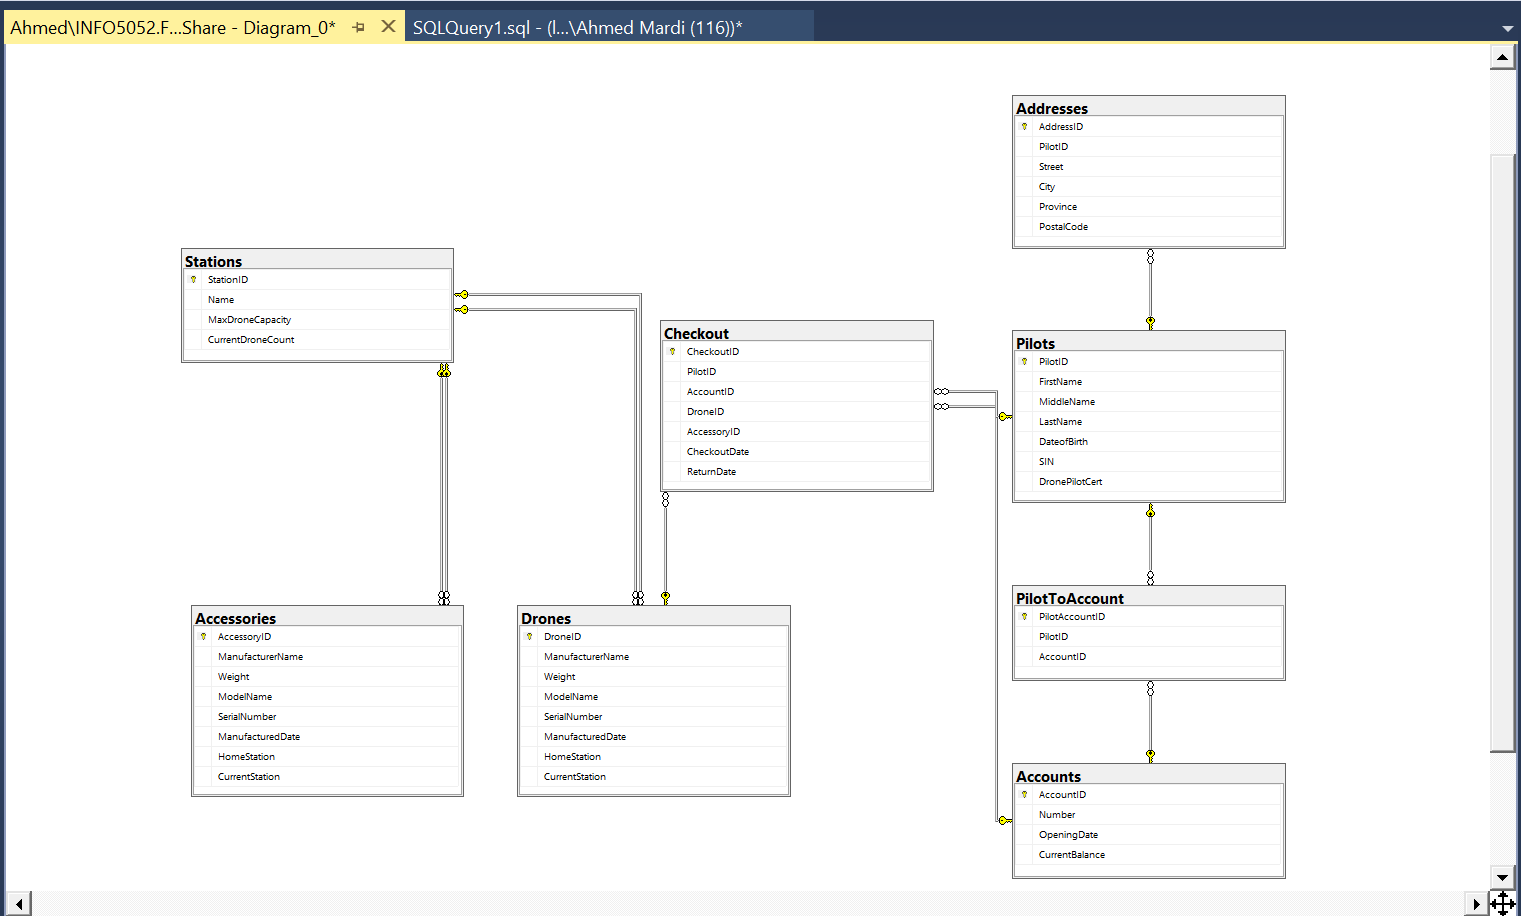 Ahmed\INFO5052.F...Share - Diagram_0*
SQLQuery1.sql - (l...\Ahmed Mardi (116))*
Addresses
AddressID
PilotID
Street
City
Province
PostalCode
Stations
StationID
Name
MaxDroneCapacity
CurrentDroneCount
Checkout
CheckoutID
PilotID
AccountID
DroneID
AccessoryID
CheckoutDate
ReturnDate
Pilots
PilotID
FirstName
MiddleName
LastName
DateofBirth
SIN
DronePilotCert
PilotToAccount
PilotAccountID
PilotID
AccountID
Accessories
AccessoryID
ManufacturerName
Weight
ModelName
SerialNumber
ManufacturedDate
HomeStation
CurrentStation
Drones
DroneID
ManufacturerName
Weight
ModelName
SerialNumber
ManufacturedDate
HomeStation
CurrentStation
Accounts
AccountID
Number
OpeningDate
CurrentBalance